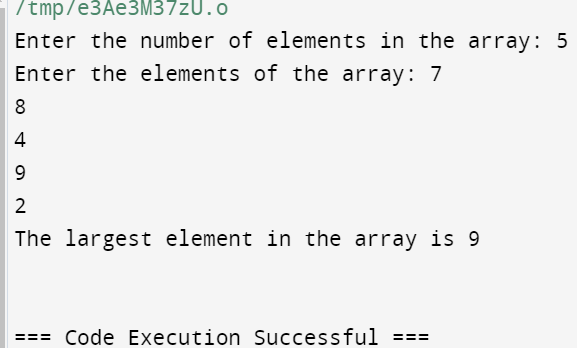 /tmp/e3Ae3M37zU.o
Enter the number of elements in the array: 5
Enter the elements of the array: 7
8
4
9
2
The largest element in the array is 9
=== Code Execution Successful ===